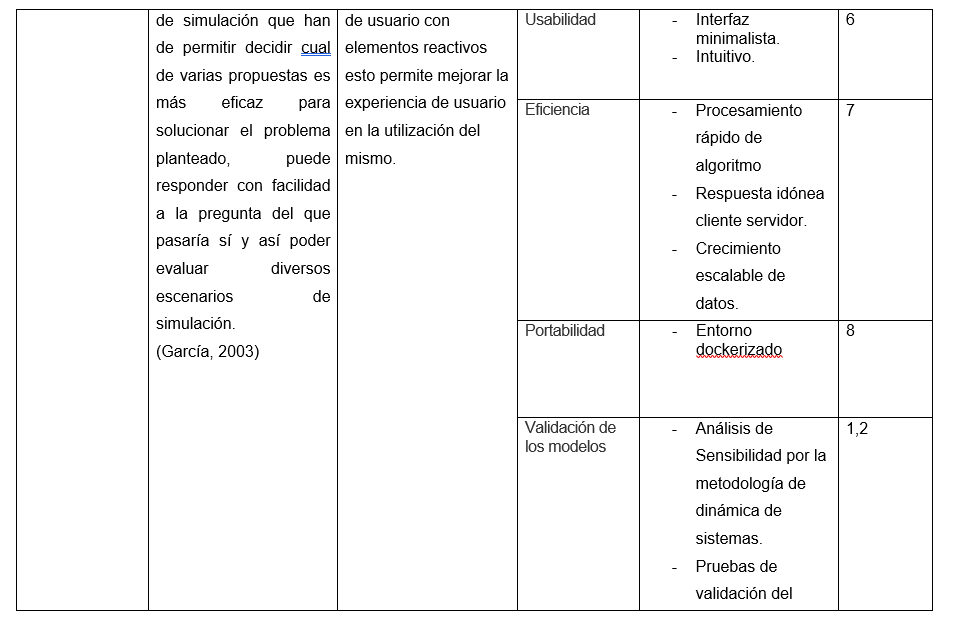 de simulación que han
de permitir decidir cual
de varias propuestas es
más eficaz para
solucionar el problema
planteado, puede
responder con facilidad
a la pregunta del que
pasaría sí y así poder
evaluar diversos
escenarios de
simulación.
(García, 2003)
de usuario con
elementos reactivos
esto permite mejorar la
experiencia de usuario
en la utilización del
mismo.
Usabilidad
- Interfaz
minimalista.
- Intuitivo.
6
Eficiencia
- Procesamiento
rápido de
algoritmo
- Respuesta idónea
cliente servidor.
- Crecimiento
escalable de
datos.
7
Portabilidad
- Entorno
dockerizado
8
Validación de
los modelos
- Análisis de
Sensibilidad por la
metodología de
dinámica de
sistemas.
- Pruebas de
validación del
1,2